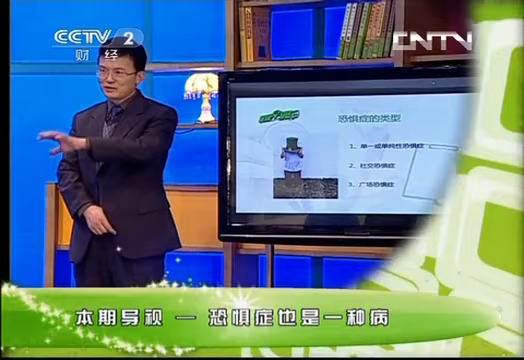 CCTV 2
财经
CNTV
恐惧症的类型
1、单一或单纯性恐惧症
2、社交恐惧症
3、广场恐惧症
本期导视 — 恐惧症也是一种病